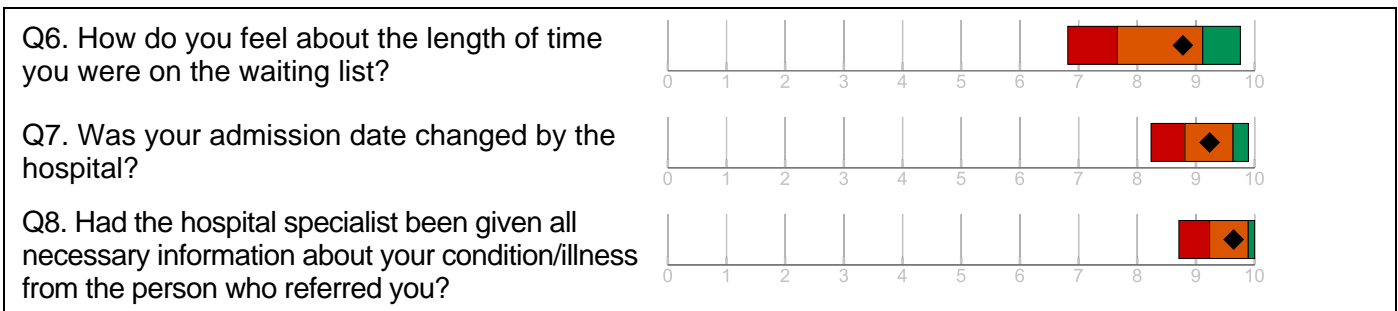 Q6. How do you feel about the length of time
you were on the waiting list?
0 1 2 3 4 5 6 7 8 9 10
Q7. Was your admission date changed by the
hospital?
0 1 2 3 4 5 6 7 8 9 10
Q8. Had the hospital specialist been given all
necessary information about your condition/illness
from the person who referred you?
0 1 2 3 4 5 6 7 8 9 10